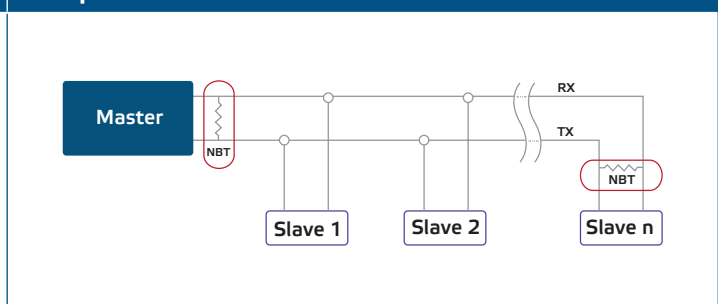 RX
Master
TX
NBT
NBT
Slave 1
Slave 2
Slave n